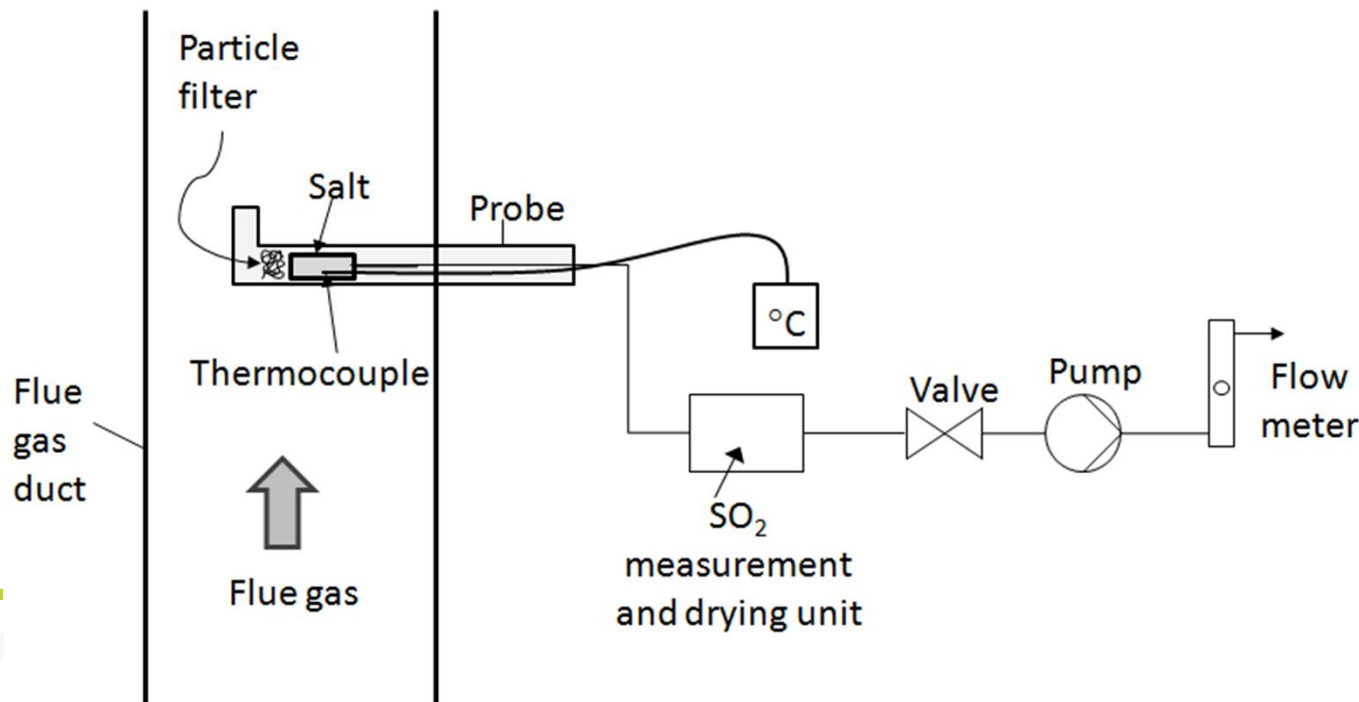 Particle
filter
Salt
Probe
°C
Thermocouple
Flue
gas
duct
Valve
Pump
Flow
meter
SO₂
measurement
and drying unit
Flue gas